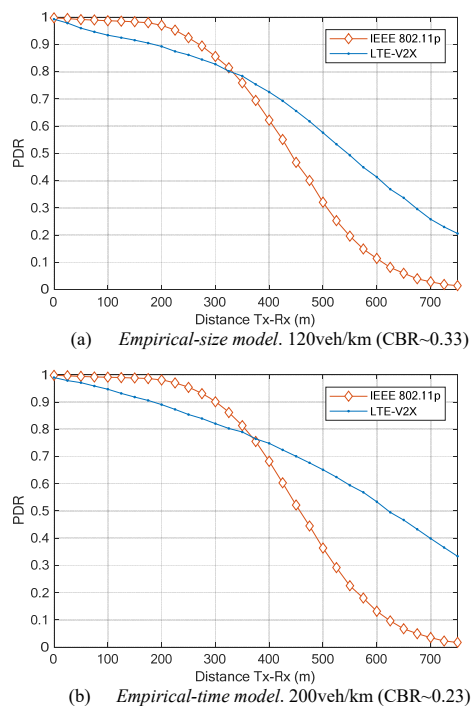 1
0.9
0.8
0.7
0.6
0.5
0.4
0.3
0.2
0.1
0
PDR
IEEE 802.11p
LTE-V2X
0 100 200 300 400 500 600 700
Distance Tx-Rx (m)
(a) Empirical-size model. 120veh/km (CBR~0.33)
1
0.9
0.8
0.7
0.6
0.5
0.4
0.3
0.2
0.1
0
PDR
IEEE 802.11p
LTE-V2X
0 100 200 300 400 500 600 700
Distance Tx-Rx (m)
(b) Empirical-time model. 200veh/km (CBR~0.23)